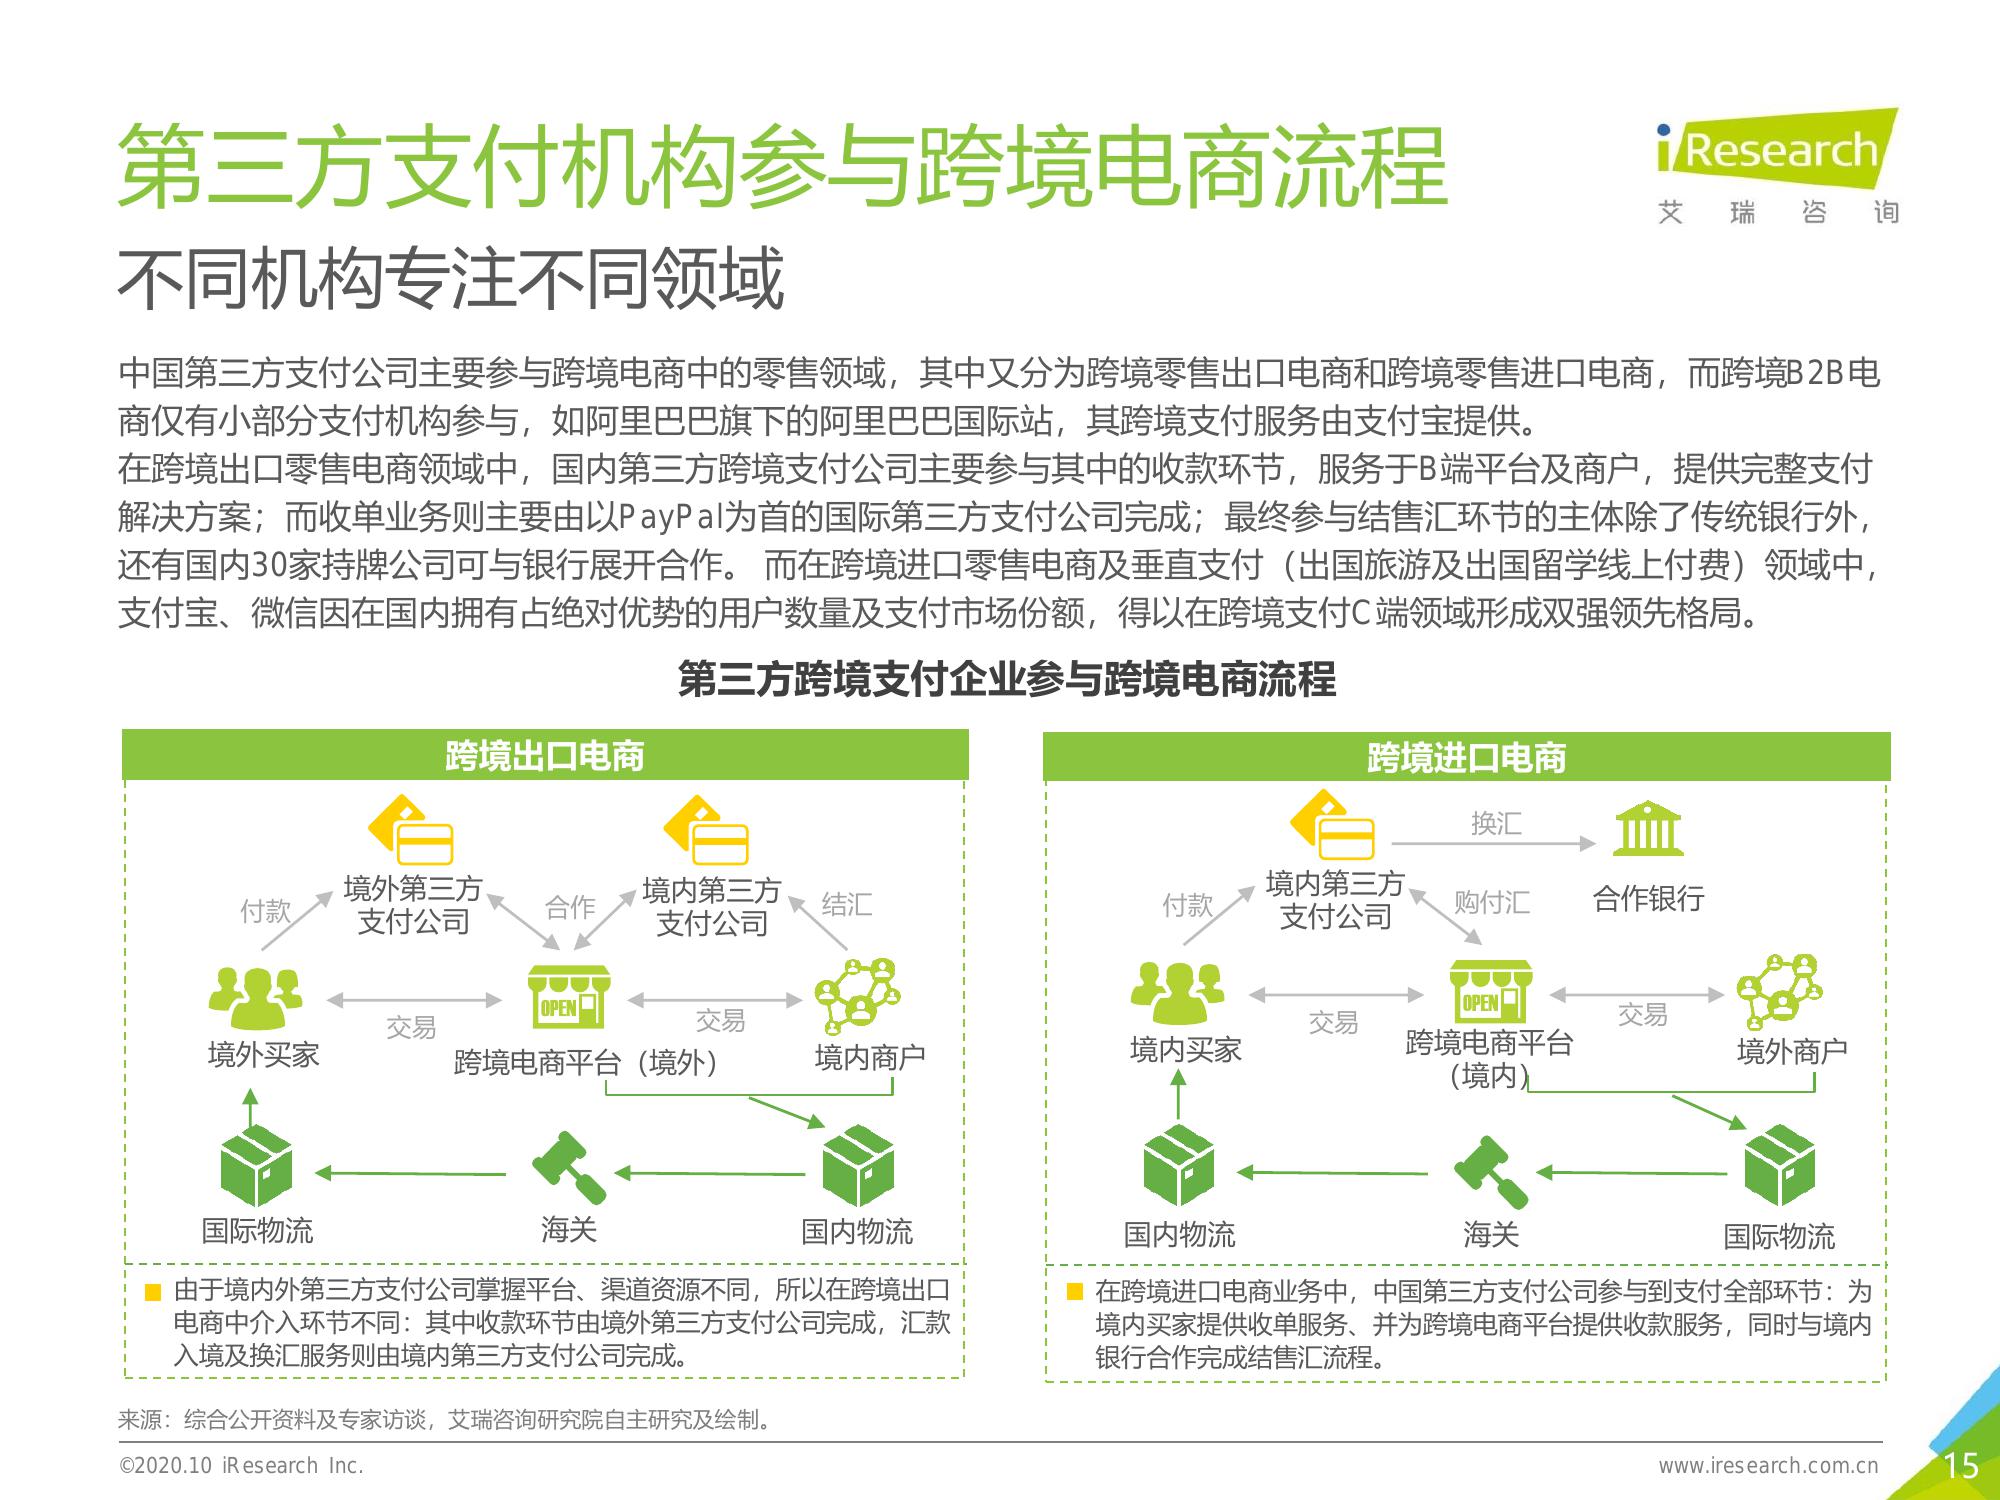 第三方支付机构参与跨境电商流程
iResearch
艾瑞咨询
不同机构专注不同领域
中国第三方支付公司主要参与跨境电商中的零售领域，其中又分为跨境零售出口电商和跨境零售进口电商，而跨境B2B电
商仅有小部分支付机构参与，如阿里巴巴旗下的阿里巴巴国际站，其跨境支付服务由支付宝提供。
在跨境出口零售电商领域中，国内第三方跨境支付公司主要参与其中的收款环节，服务于B端平台及商户，提供完整支付
解决方案；而收单业务则主要由以PayPal为首的国际第三方支付公司完成；最终参与结售汇环节的主体除了传统银行外，
还有国内30家持牌公司可与银行展开合作。 而在跨境进口零售电商及垂直支付（出国旅游及出国留学线上付费）领域中，
支付宝、微信因在国内拥有占绝对优势的用户数量及支付市场份额，得以在跨境支付C端领域形成双强领先格局。
第三方跨境支付企业参与跨境电商流程
跨境出口电商
付款
境外第三方
支付公司
合作
境内第三方
支付公司
结汇
OPEN
交易
交易
境外买家
跨境电商平台（境外）
境内商户
国际物流
海关
国内物流
由于境内外第三方支付公司掌握平台、渠道资源不同，所以在跨境出口
电商中介入环节不同：其中收款环节由境外第三方支付公司完成，汇款
入境及换汇服务则由境内第三方支付公司完成。
跨境进口电商
换汇
付款
境内第三方
支付公司
购付汇
合作银行
OPEN
交易
交易
境内买家
跨境电商平台
（境内）
境外商户
国内物流
海关
国际物流
在跨境进口电商业务中，中国第三方支付公司参与到支付全部环节：为
境内买家提供收单服务、并为跨境电商平台提供收款服务，同时与境内
银行合作完成结售汇流程。
来源：综合公开资料及专家访谈，艾瑞咨询研究院自主研究及绘制。
©2020.10 iResearch Inc.
www.iresearch.com.cn
15